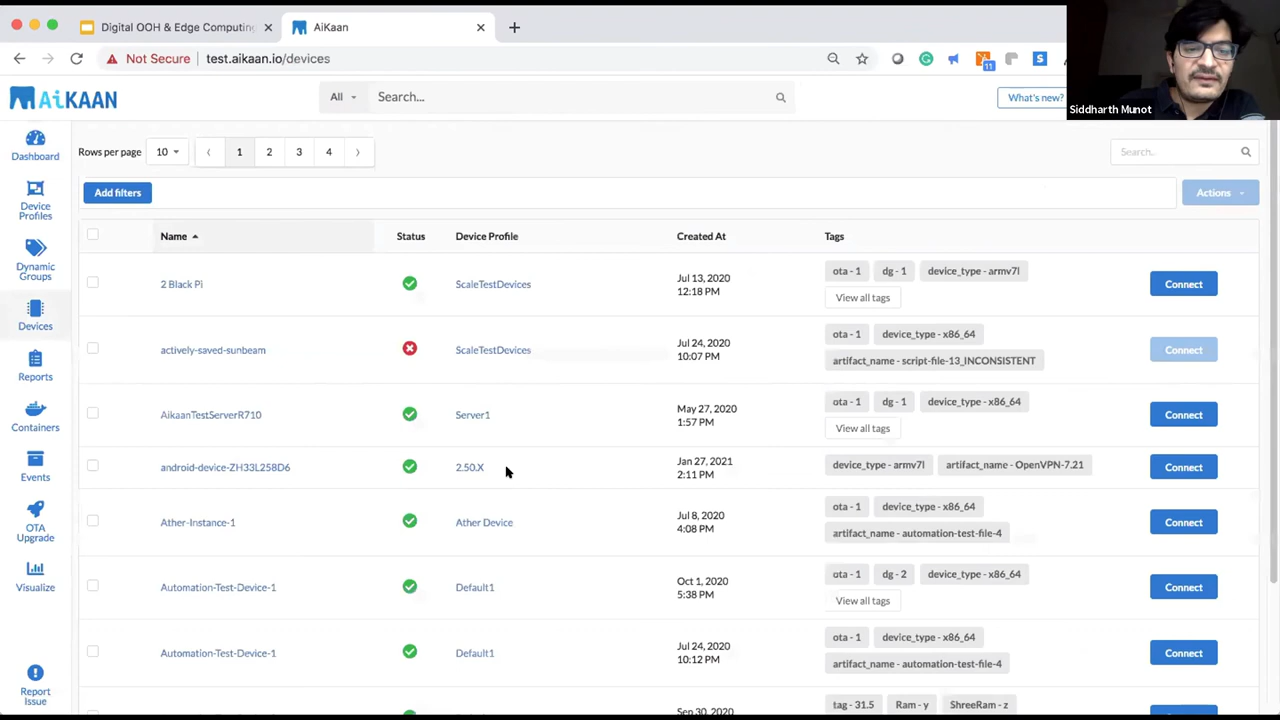 Digital OOH & Edge Computing
AiKaan
Not Secure
test.aikaan.io/devices
11
S
Siddharth Munot
AiKAAN
All
Search...
What's new?
Dashboard
Device
Profiles
Dynamic
Groups
Devices
Reports
Containers
Events
OTA
Upgrade
Visualize
Report
Issue
Rows per page 10 1 2 3 4
Search..
Add filters
Actions
Name Status Device Profile Created At Tags
2 Black Pi ScaleTestDevices Jul 13, 2020
12:18 PM
ota - 1 dg - 1 device_type - armv7l
View all tags
Connect
actively-saved-sunbeam ScaleTestDevices Jul 24, 2020
10:07 PM
ota - 1 device_type - x86_64
artifact_name - script-file-13_INCONSISTENT
Connect
AikaanTestServerR710 Server1 May 27, 2020
1:57 PM
ota - 1 dg - 1 device_type - x86_64
View all tags
Connect
android-device-ZH33L258D6 2.50.X Jan 27, 2021
2:11 PM
device_type - armv7l artifact_name - OpenVPN-7.21
Connect
Ather-Instance-1 Ather Device Jul 8, 2020
4:08 PM
ota - 1 device_type - x86_64
artifact_name - automation-test-file-4
Connect
Automation-Test-Device-1 Default1 Oct 1, 2020
5:38 PM
ota - 1 dg - 2 device_type - x86_64
View all tags
Connect
Automation-Test-Device-1 Default1 Jul 24, 2020
10:12 PM
ota - 1 device_type - x86_64
artifact_name - automation-test-file-4
Connect
Sep 30, 2020
tag - 31.5 Ram - y ShreeRam - z